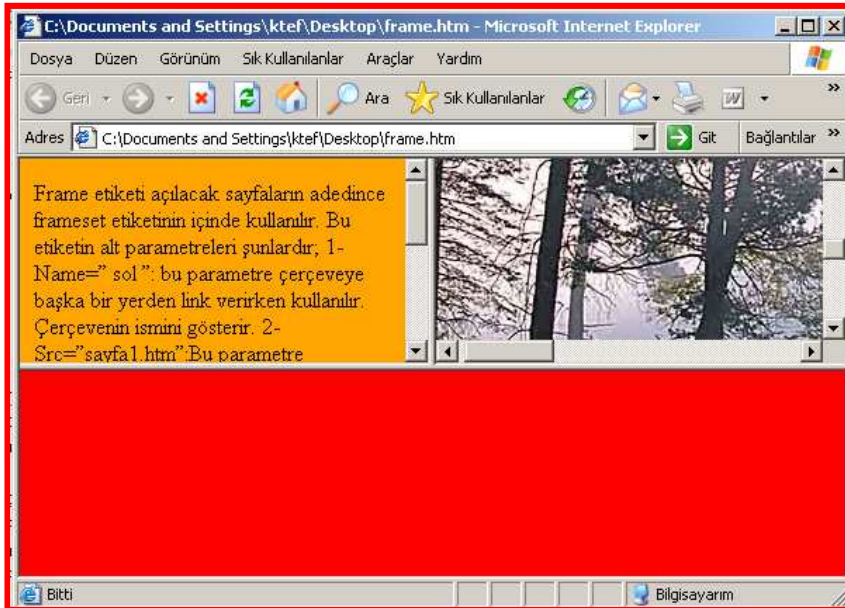 C:\Documents and Settings\ktef\Desktop\frame.htm - Microsoft Internet Explorer
Dosya Düzen Görünüm Sık Kullanılanlar Araçlar Yardım
Geri Ara Sık Kullanılanlar W »
Adres C:\Documents and Settings\ktef\Desktop\frame.htm Git Bağlantılar »
Frame etiketi açılacak sayfaların adedince
frameset etiketinin içinde kullanılır. Bu
etiketin alt parametreleri şunlardır; 1-
Name=” sol ”: bu parametre çerçeveye
başka bir yerden link verirken kullanılır.
Çerçevenin ismini gösterir. 2-
Src=”sayfa1.htm”:Bu parametre
Bitti Bilgisayarım